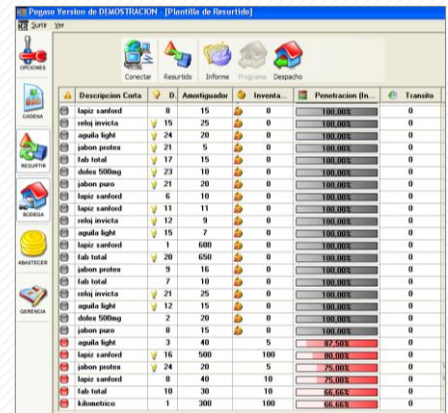 Pegaso Version de DEMOSTRACION - [Plantilla de Resurtido]
Surtir Ver
OPCIONES
Conectar Resurtido Informe Programa Despacho
CADENA
RESURTIR
BODEGA
ABASTECER
GERENCIA
Descripcion Corta D. Amortiguador Inventa... Penetracion (In... Transito
lapiz sanford 8 15 0 100,00% 0
reloj invicta 15 25 0 100,00% 0
aguila light 24 20 0 100,00% 0
jabon protex 21 5 0 100,00% 0
fab total 17 15 0 100,00% 0
dolex 500mg 23 10 0 100,00% 0
jabon puro 21 20 0 100,00% 0
lapiz sanford 6 10 0 100,00% 0
lapiz sanford 11 11 0 100,00% 0
reloj invicta 12 9 0 100,00% 0
aguila light 15 7 0 100,00% 0
lapiz sanford 1 600 0 100,00% 0
fab total 20 650 0 100,00% 0
jabon protex 9 16 0 100,00% 0
fab total 7 10 0 100,00% 0
reloj invicta 21 25 0 100,00% 0
aguila light 12 15 0 100,00% 0
dolex 500mg 2 20 0 100,00% 0
jabon puro 8 15 0 100,00% 0
aguila light 3 40 5 87,50% 0
lapiz sanford 16 500 100 80,00% 0
jabon protex 24 20 5 75,00% 0
lapiz sanford 8 40 10 75,00% 0
fab total 10 30 10 66,66% 0
kilometrico 1 300 100 66,66% 0